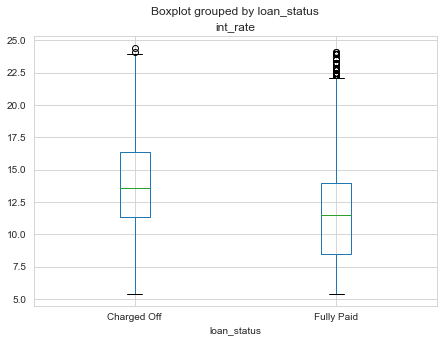 Boxplot grouped by loan_status
int_rate
25.0
22.5
20.0
17.5
15.0
12.5
10.0
7.5
5.0
Charged Off
Fully Paid
loan_status